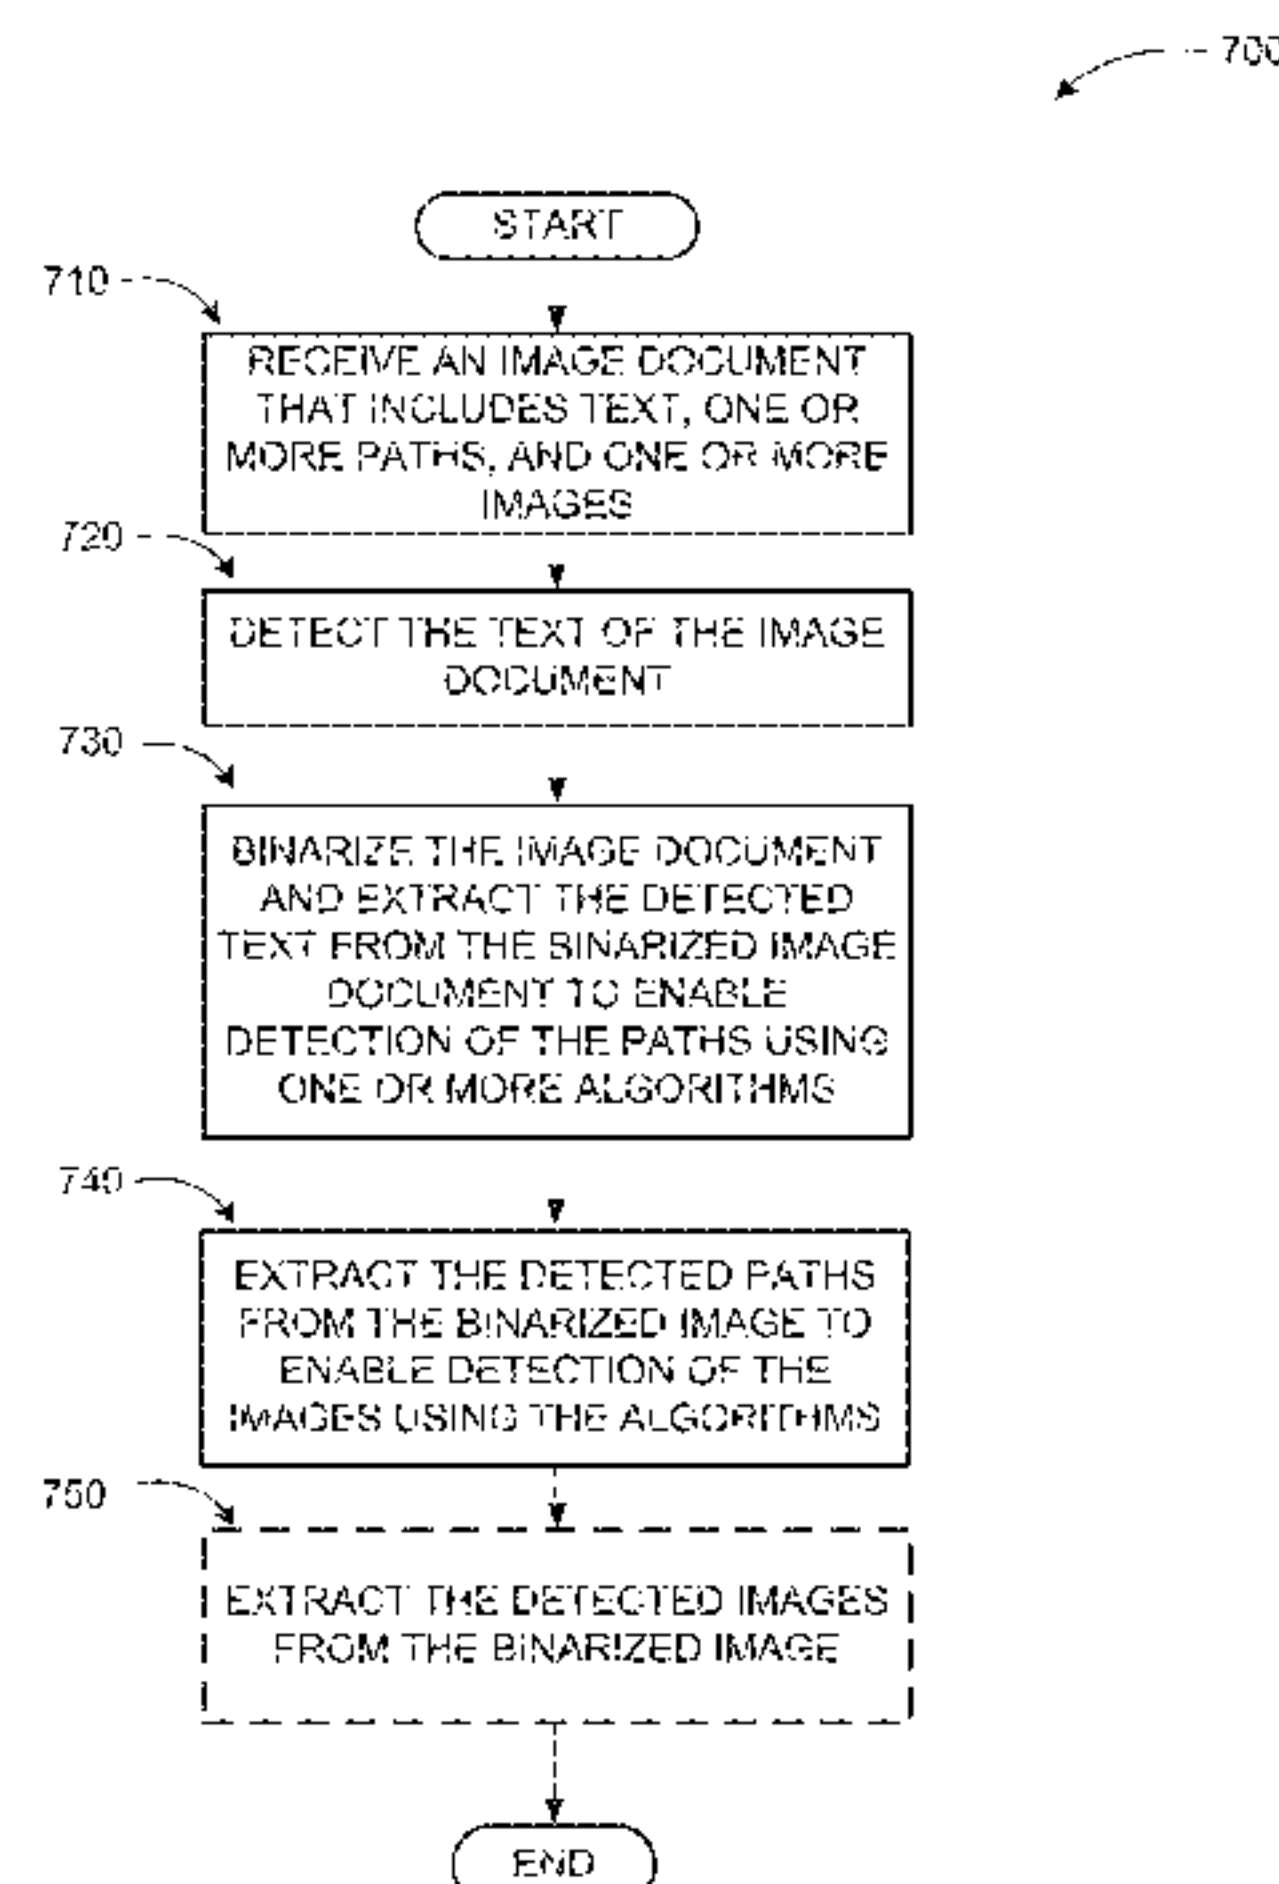 700
START
710
RECEIVE AN IMAGE DOCUMENT
THAT INCLUDES TEXT, ONE OR
MORE PATHS, AND ONE OR MORE
IMAGES
720
DETECT THE TEXT OF THE IMAGE
DOCUMENT
730
BINARIZE THE IMAGE DOCUMENT
AND EXTRACT THE DETECTED
TEXT FROM THE BINARIZED IMAGE
DOCUMENT TO ENABLE
DETECTION OF THE PATHS USING
ONE OR MORE ALGORITHMS
740
EXTRACT THE DETECTED PATHS
FROM THE BINARIZED IMAGE TO
ENABLE DETECTION OF THE
IMAGES USING THE ALGORITHMS
750
EXTRACT THE DETECTED IMAGES
FROM THE BINARIZED IMAGE
END